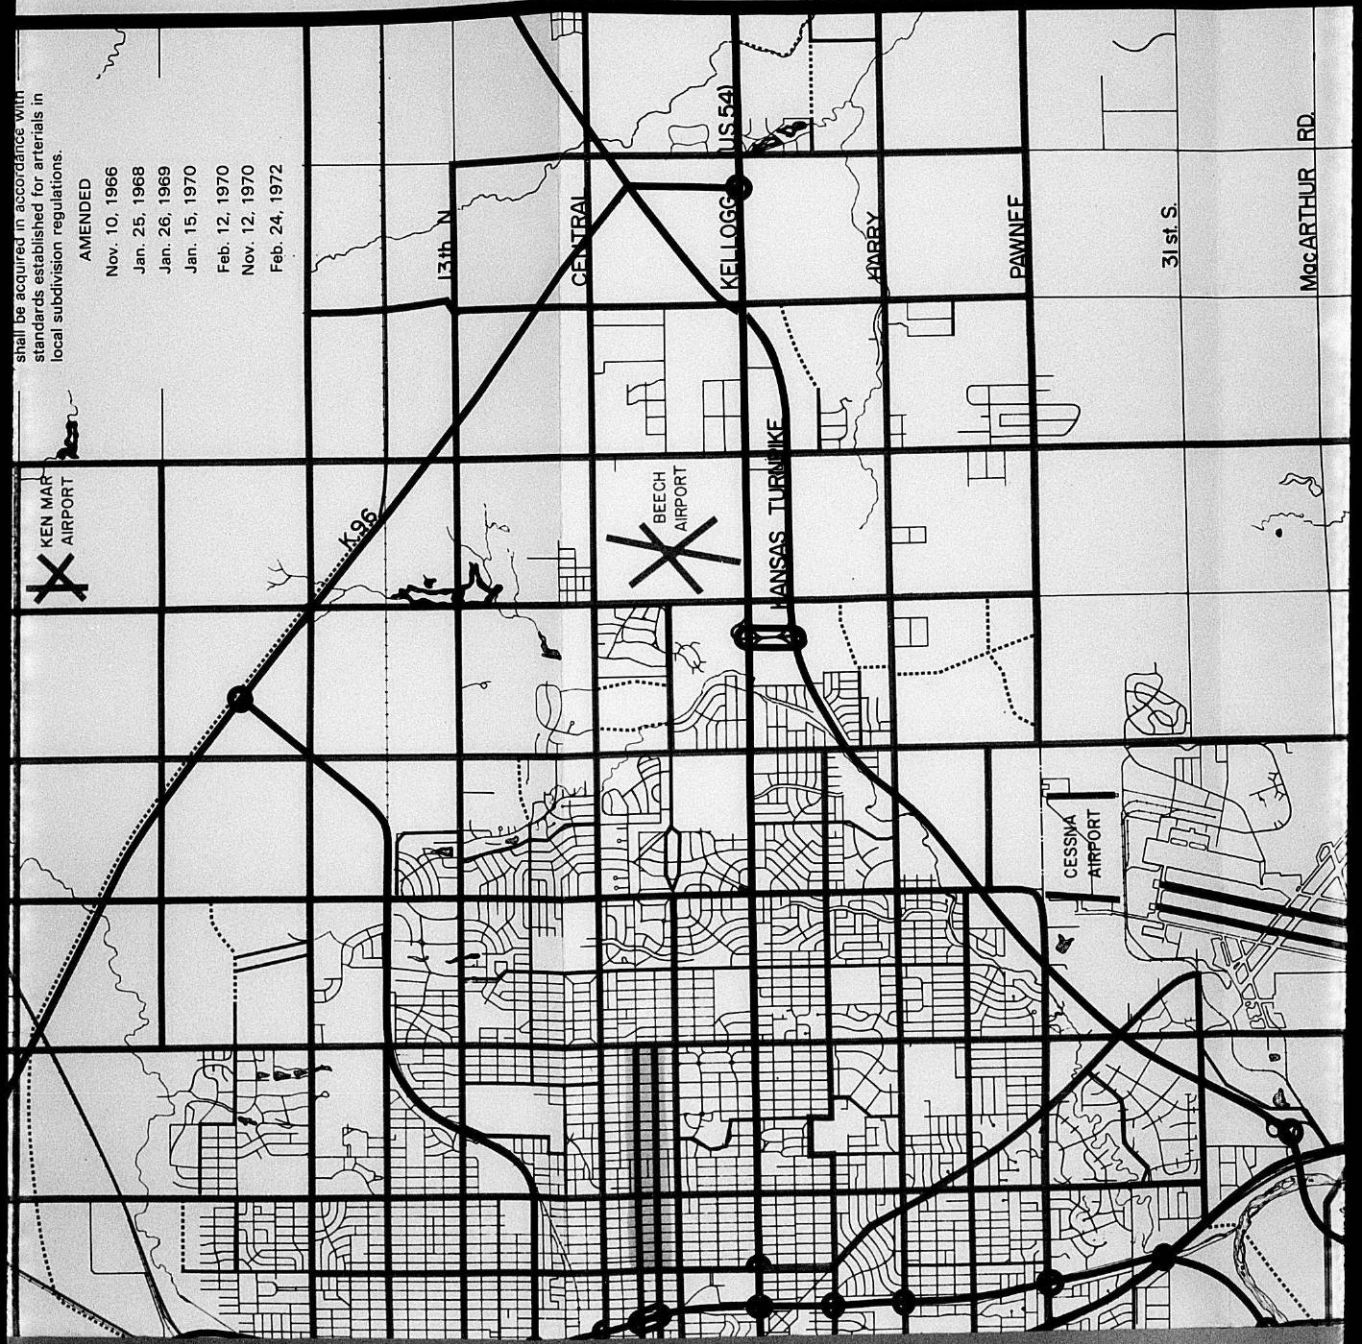 shall be acquired in accordance with
standards established for arterials in
local subdivision regulations.
AMENDED
Nov. 10, 1966
Jan. 25, 1968
Jan. 26, 1969
Jan. 15, 1970
Feb. 12, 1970
Nov. 12, 1970
Feb. 24, 1972
13th N
CENTRAL
KELLOGG (US 54)
HARRY
PAWNEE
31 st. S.
MacARTHUR RD.
KEN MAR
AIRPORT
K 96
BEECH
AIRPORT
KANSAS TURNPIKE
CESSNA
AIRPORT